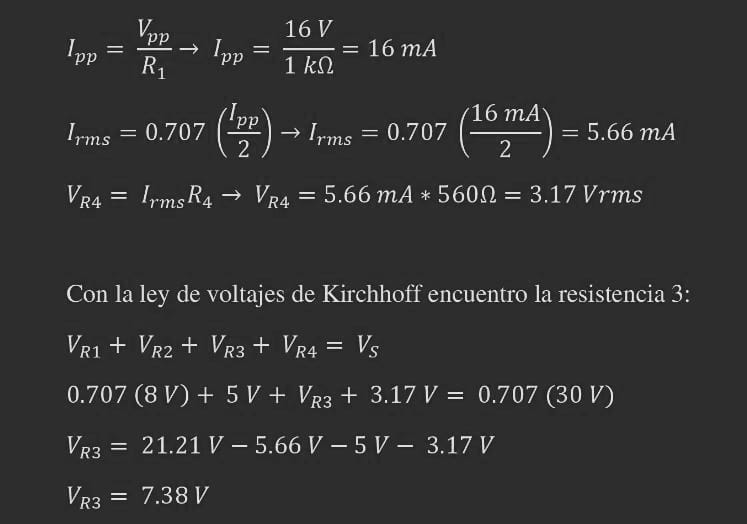 I_pp = V_pp / R_1 → I_pp = 16 V / 1 kΩ = 16 mA
I_rms = 0.707 (I_pp / 2) → I_rms = 0.707 (16 mA / 2) = 5.66 mA
V_R4 = I_rms R_4 → V_R4 = 5.66 mA * 560Ω = 3.17 Vrms
Con la ley de voltajes de Kirchhoff encuentro la resistencia 3:
V_R1 + V_R2 + V_R3 + V_R4 = V_S
0.707 (8 V) + 5 V + V_R3 + 3.17 V = 0.707 (30 V)
V_R3 = 21.21 V − 5.66 V − 5 V − 3.17 V
V_R3 = 7.38 V